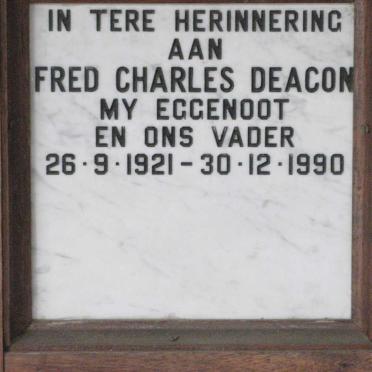 IN TERE HERINNERING
AAN
FRED CHARLES DEACON
MY EGGENOOT
EN ONS VADER
26·9·1921 – 30·12·1990